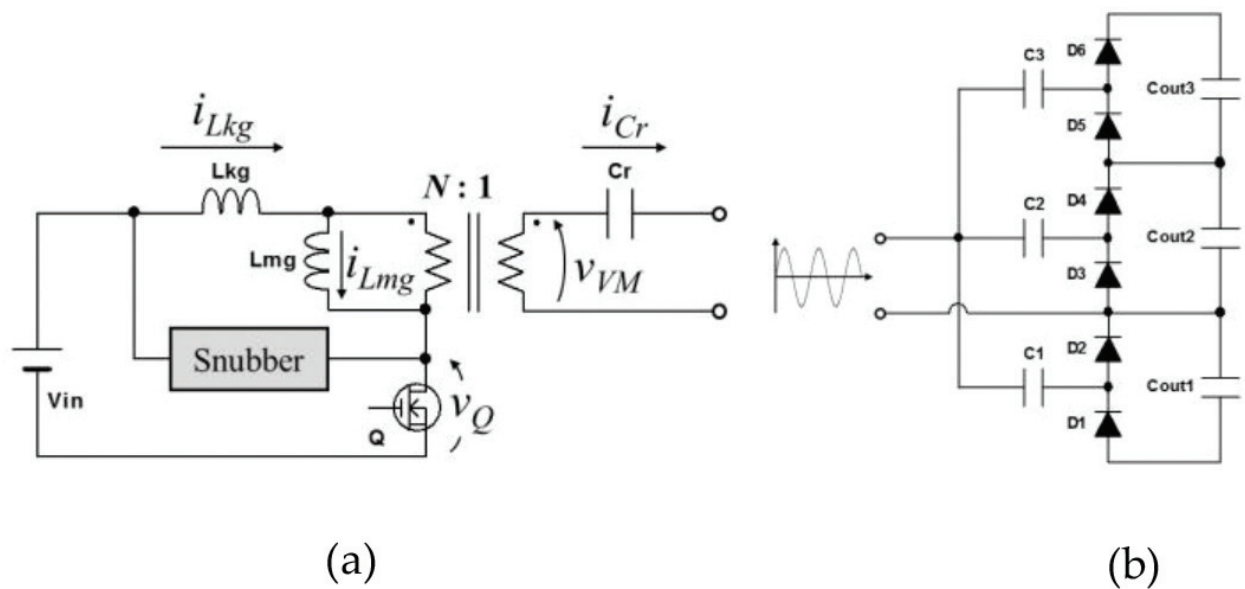 i_Lkg
Lkg
Lmg
i_Lmg
N : 1
i_Cr
Cr
v_VM
Snubber
Vin
Q
v_Q
(a)
C3
D6
Cout3
D5
C2
D4
Cout2
D3
C1
D2
Cout1
D1
(b)